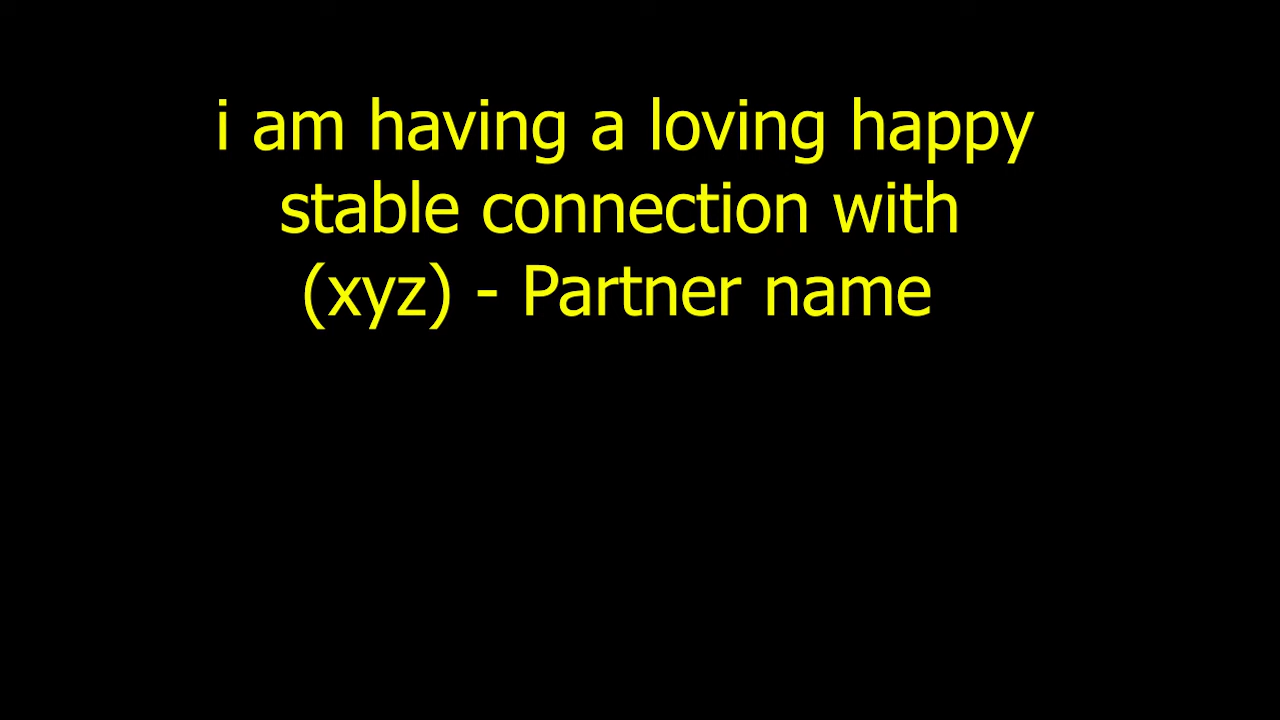 i am having a loving happy
stable connection with
(xyz) - Partner name